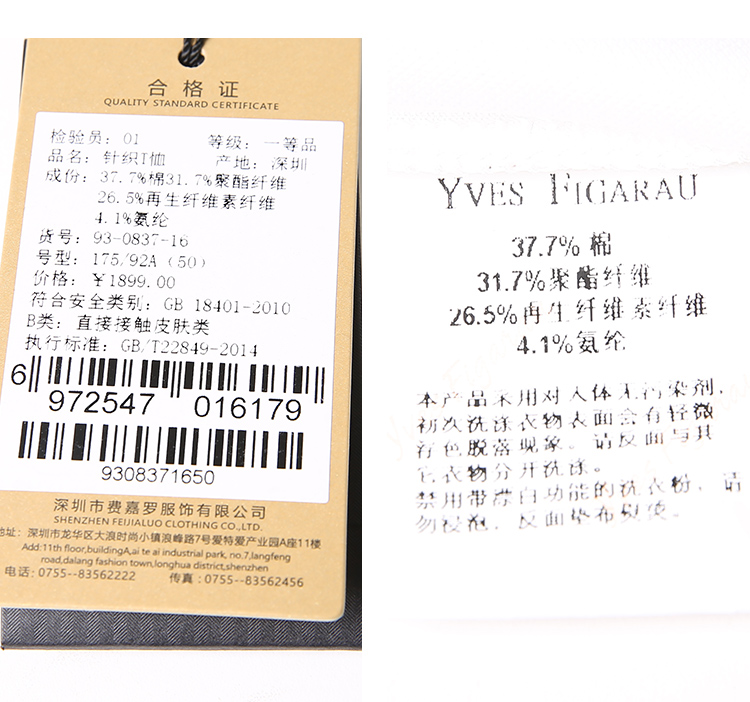 合格证
QUALITY STANDARD CERTIFICATE
检验员: 01 等级: 一等品
品名: 针织T恤 产地: 深圳
成份: 37.7%棉31.7%聚酯纤维
26.5%再生纤维素纤维
4.1%氨纶
货号: 93-0837-16
号型: 175/92A (50)
价格: ￥1899.00
符合安全类别: GB 18401-2010
B类: 直接接触皮肤类
执行标准: GB/T22849-2014
6 972547 016179
9308371650
深圳市费嘉罗服饰有限公司
SHENZHEN FEIJIALUO CLOTHING CO.,LTD.
地址: 深圳市龙华区大浪时尚小镇浪峰路7号爱特爱产业园A座11楼
Add:11th floor,buildingA,ai te ai industrial park, no.7,langfeng
road,dalang fashion town,longhua district,shenzhen
电话: 0755--83562222 传真: 0755-83562456
YVES FIGARAU
37.7% 棉
31.7%聚酯纤维
26.5%再生纤维素纤维
4.1%氨纶
本产品采用对人体无污染剂,
初次洗涤衣物表面会有轻微
存色脱落现象。请反面与其
它衣物分开洗涤。
禁用带漂白功能的洗衣粉, 请
勿浸泡, 反面垫布熨烫。